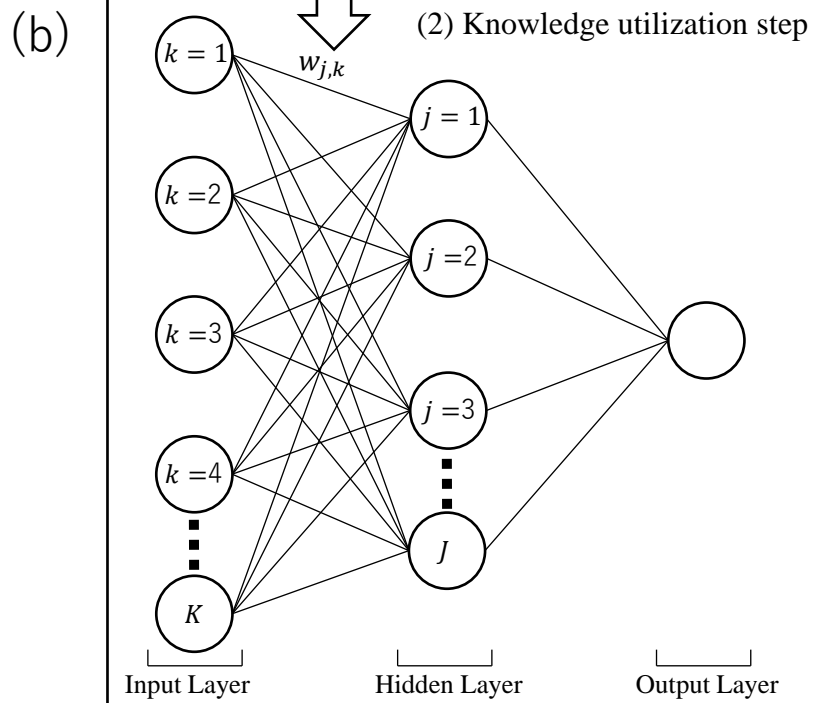 (b)
(2) Knowledge utilization step
w_{j,k}
k = 1
j = 1
k =2
j =2
k =3
j =3
k =4
J
K
Input Layer
Hidden Layer
Output Layer